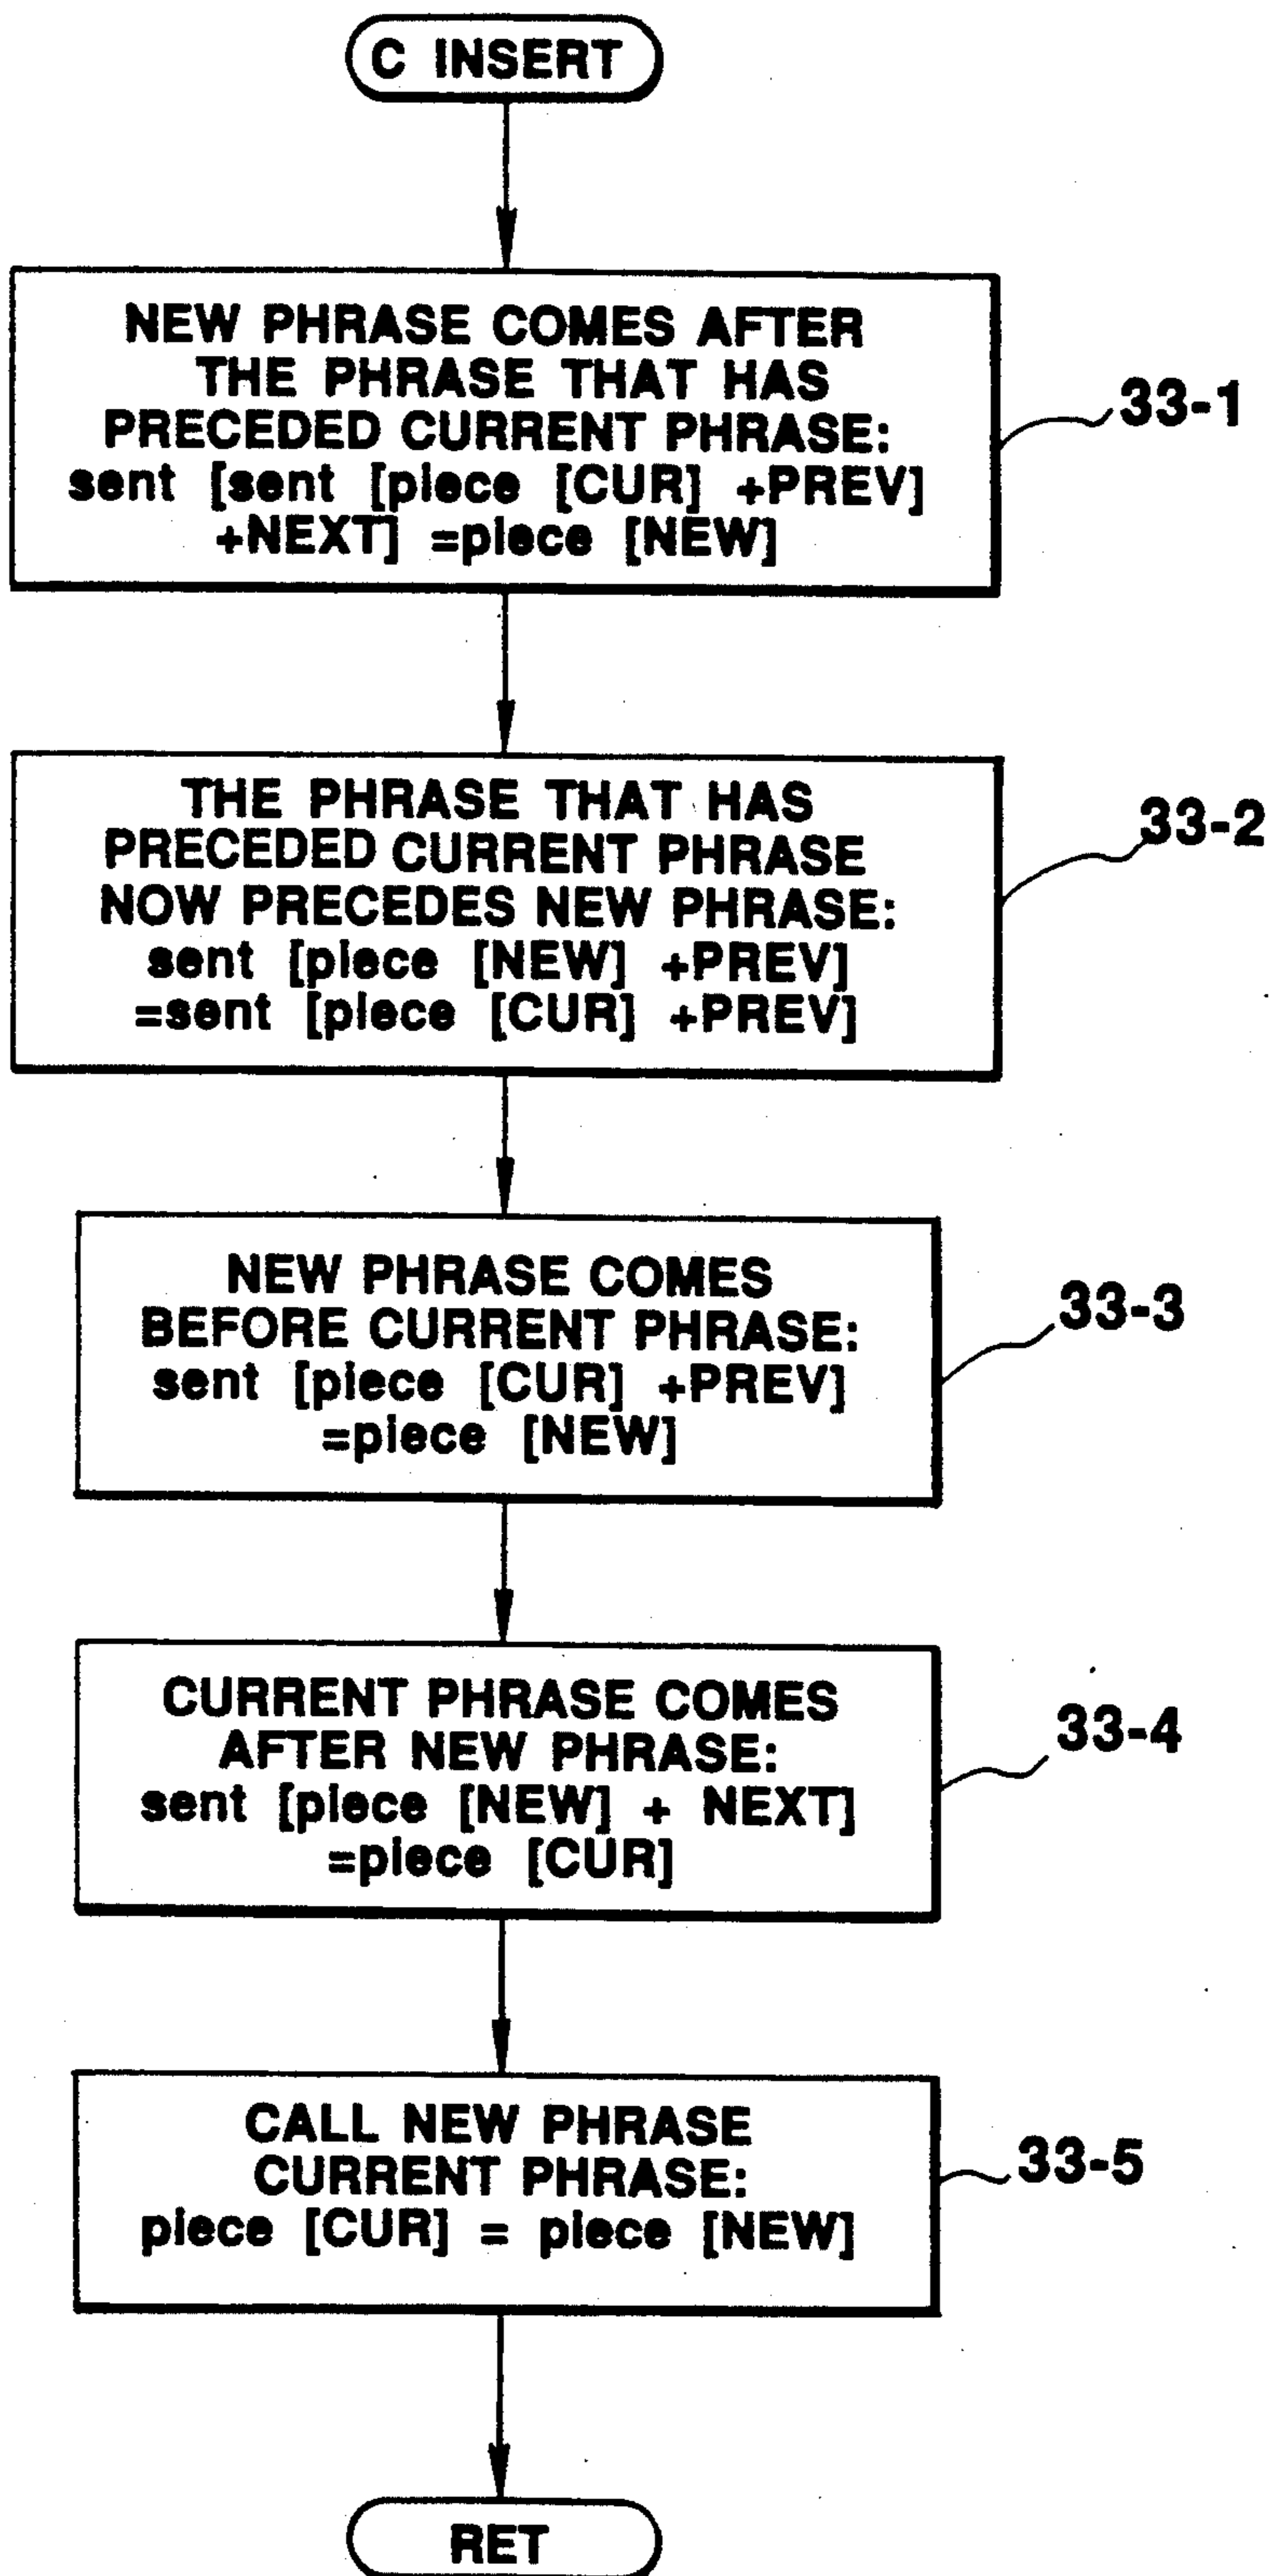 C INSERT
NEW PHRASE COMES AFTER
THE PHRASE THAT HAS
PRECEDED CURRENT PHRASE:
sent [sent [piece [CUR] +PREV]
+NEXT] =piece [NEW]
33-1
THE PHRASE THAT HAS
PRECEDED CURRENT PHRASE
NOW PRECEDES NEW PHRASE:
sent [piece [NEW] +PREV]
=sent [piece [CUR] +PREV]
33-2
NEW PHRASE COMES
BEFORE CURRENT PHRASE:
sent [piece [CUR] +PREV]
=piece [NEW]
33-3
CURRENT PHRASE COMES
AFTER NEW PHRASE:
sent [piece [NEW] + NEXT]
=piece [CUR]
33-4
CALL NEW PHRASE
CURRENT PHRASE:
piece [CUR] = piece [NEW]
33-5
RET